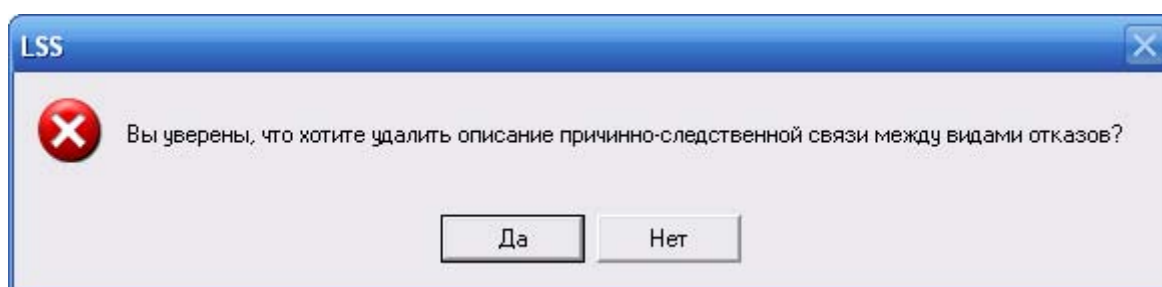 LSS
Вы уверены, что хотите удалить описание причинно-следственной связи между видами отказов?
Да
Нет